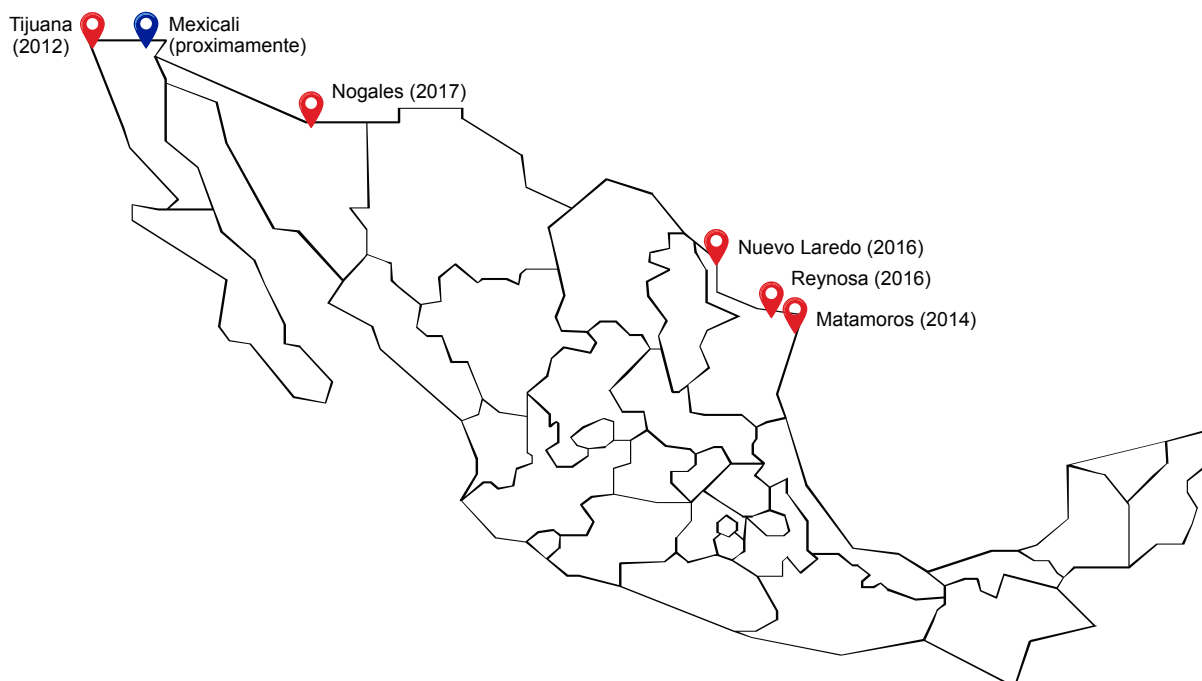 Tijuana
(2012)
Mexicali
(proximamente)
Nogales (2017)
Nuevo Laredo (2016)
Reynosa (2016)
Matamoros (2014)